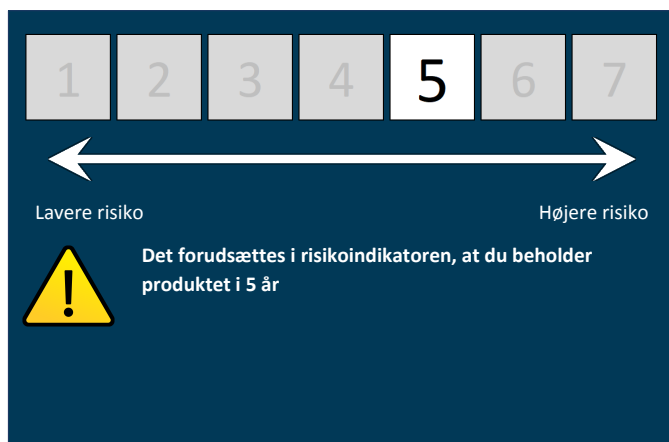 1 2 3 4 5 6 7
Lavere risiko Højere risiko
Det forudsættes i risikoindikatoren, at du beholder
produktet i 5 år